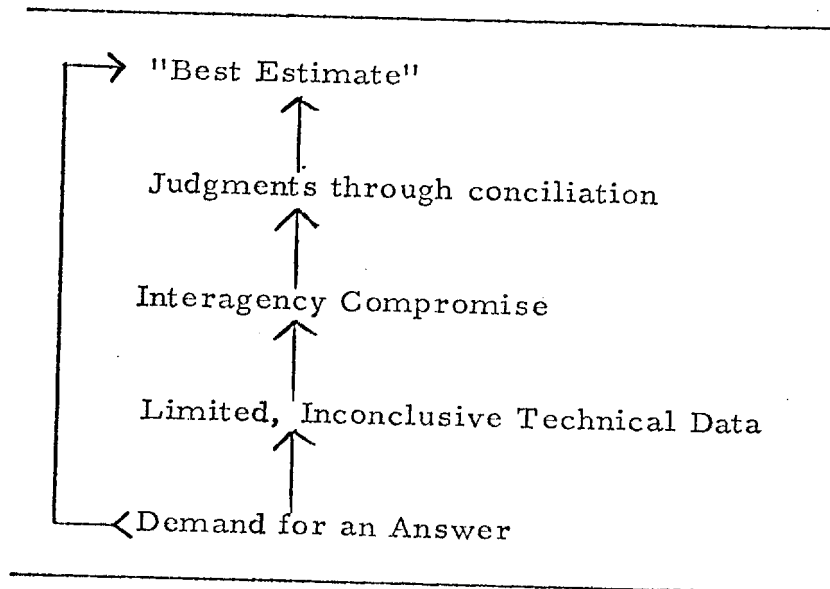 "Best Estimate"
Judgments through conciliation
Interagency Compromise
Limited, Inconclusive Technical Data
Demand for an Answer